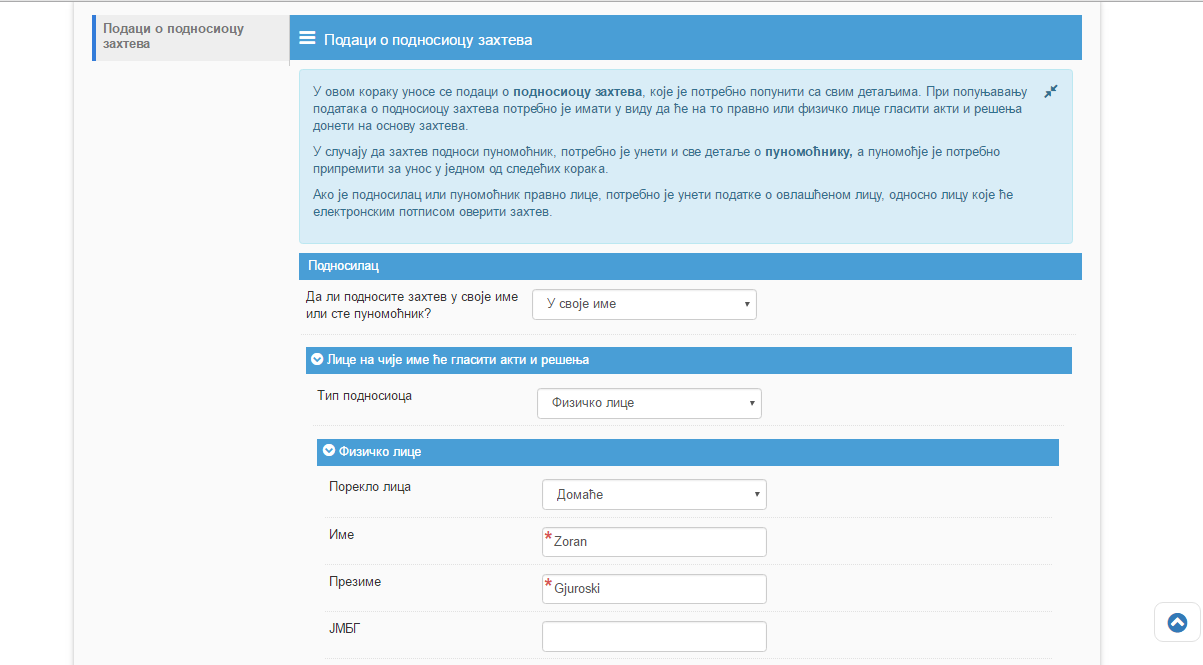 Подаци о подносиоцу
захтева
Подаци о подносиоцу захтева
У овом кораку уносе се подаци о подносиоцу захтева, које је потребно попунити са свим детаљима. При попуњавању
података о подносиоцу захтева потребно је имати у виду да ће на то правно или физичко лице гласити акти и решења
донети на основу захтева.
У случају да захтев подноси пуномоћник, потребно је унети и све детаље о пуномоћнику, а пуномоћје је потребно
припремити за унос у једном од следећих корака.
Ако је подносилац или пуномоћник правно лице, потребно је унети податке о овлашћеном лицу, односно лицу које ће
електронским потписом оверити захтев.
Подносилац
Да ли подносите захтев у своје име
или сте пуномоћник?
У своје име
Лице на чије име ће гласити акти и решења
Тип подносиоца
Физичко лице
Физичко лице
Порекло лица
Домаће
Име
* Zoran
Презиме
* Gjuroski
ЈМБГ